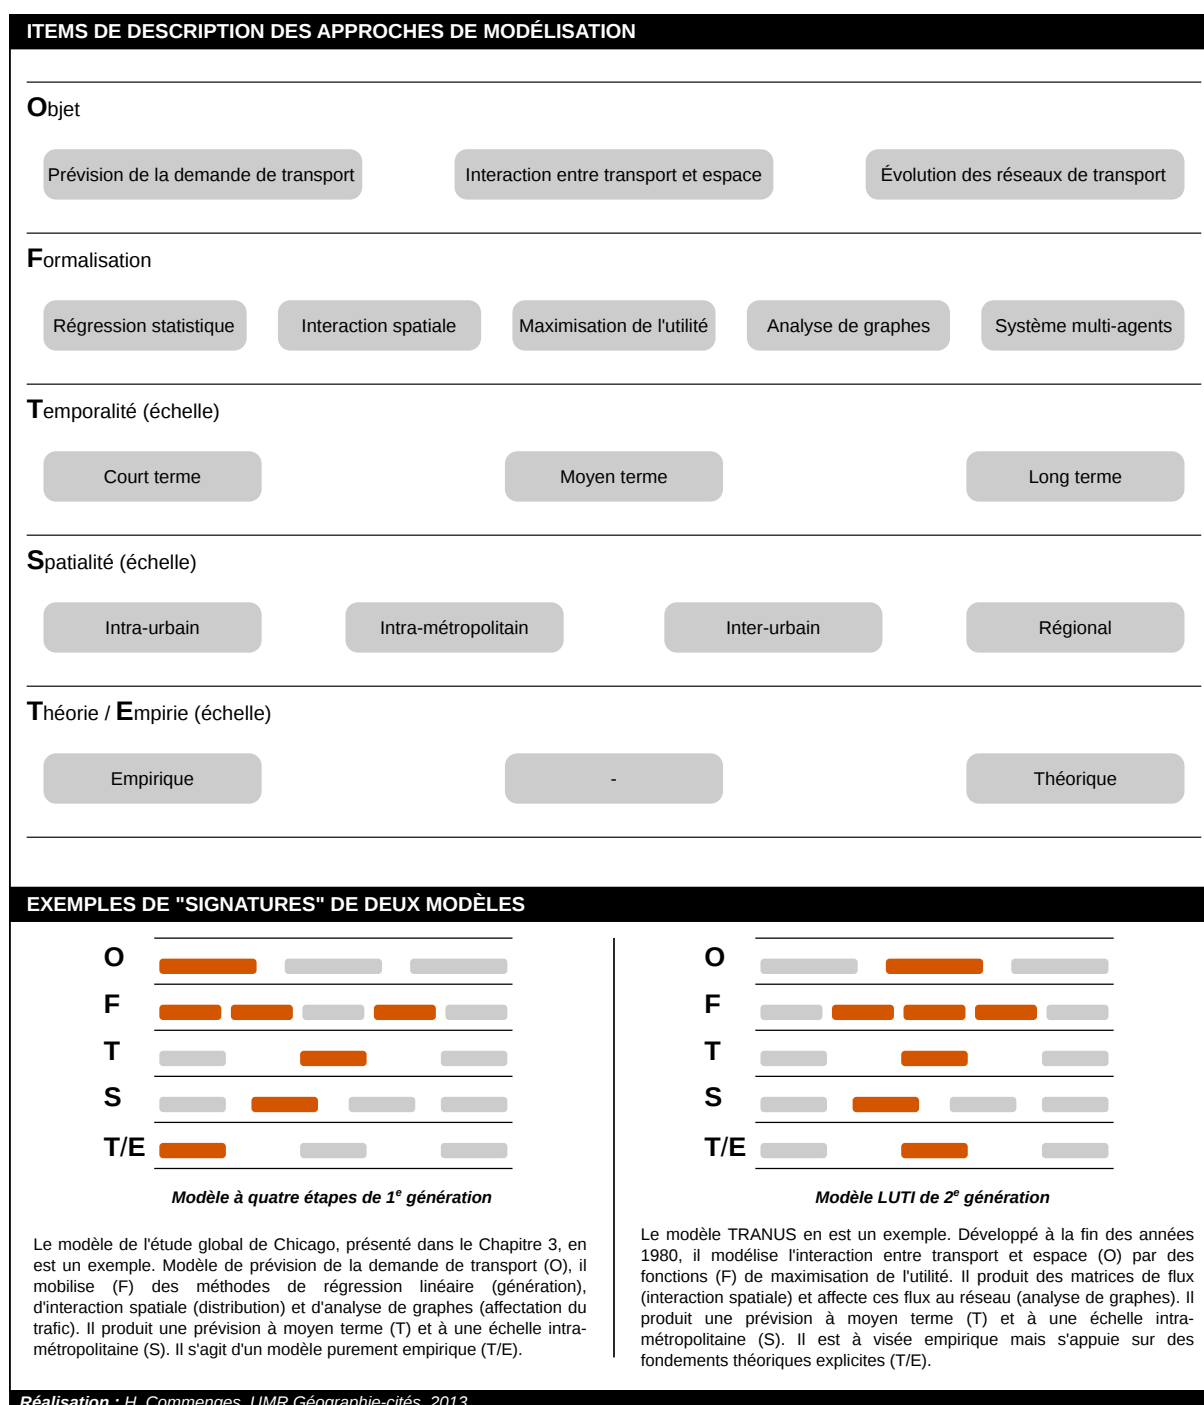 ITEMS DE DESCRIPTION DES APPROCHES DE MODÉLISATION
Objet
Prévision de la demande de transport
Interaction entre transport et espace
Évolution des réseaux de transport
Formalisation
Régression statistique
Interaction spatiale
Maximisation de l'utilité
Analyse de graphes
Système multi-agents
Temporalité (échelle)
Court terme
Moyen terme
Long terme
Spatialité (échelle)
Intra-urbain
Intra-métropolitain
Inter-urbain
Régional
Théorie / Empirie (échelle)
Empirique
-
Théorique
EXEMPLES DE "SIGNATURES" DE DEUX MODÈLES
O
F
T
S
T/E
Modèle à quatre étapes de 1e génération
Le modèle de l'étude global de Chicago, présenté dans le Chapitre 3, en
est un exemple. Modèle de prévision de la demande de transport (O), il
mobilise (F) des méthodes de régression linéaire (génération),
d'interaction spatiale (distribution) et d'analyse de graphes (affectation du
trafic). Il produit une prévision à moyen terme (T) et à une échelle intra-
métropolitaine (S). Il s'agit d'un modèle purement empirique (T/E).
O
F
T
S
T/E
Modèle LUTI de 2e génération
Le modèle TRANUS en est un exemple. Développé à la fin des années
1980, il modélise l'interaction entre transport et espace (O) par des
fonctions (F) de maximisation de l'utilité. Il produit des matrices de flux
(interaction spatiale) et affecte ces flux au réseau (analyse de graphes). Il
produit une prévision à moyen terme (T) et à une échelle intra-
métropolitaine (S). Il est à visée empirique mais s'appuie sur des
fondements théoriques explicites (T/E).
Réalisation : H. Commenges, UMR Géographie-cités, 2013